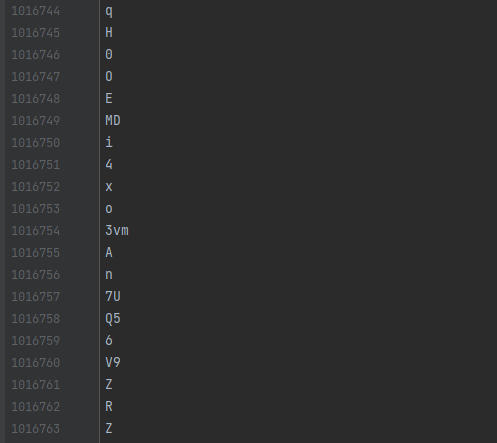 1016744 q
1016745 H
1016746 0
1016747 O
1016748 E
1016749 MD
1016750 i
1016751 4
1016752 x
1016753 o
1016754 3vm
1016755 A
1016756 n
1016757 7U
1016758 Q5
1016759 6
1016760 V9
1016761 Z
1016762 R
1016763 Z